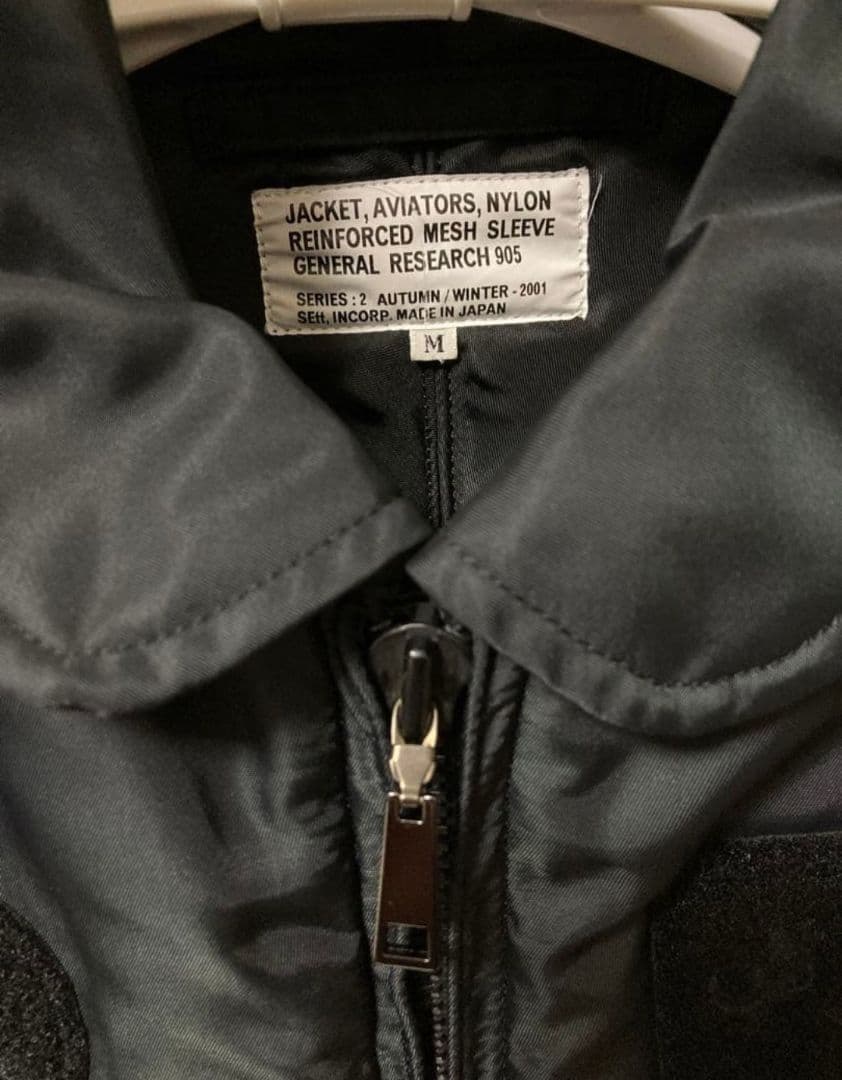 JACKET, AVIATORS, NYLON
REINFORCED MESH SLEEVE
GENERAL RESEARCH 905
SERIES : 2 AUTUMN / WINTER - 2001
SEtt, INCORP. MADE IN JAPAN
M